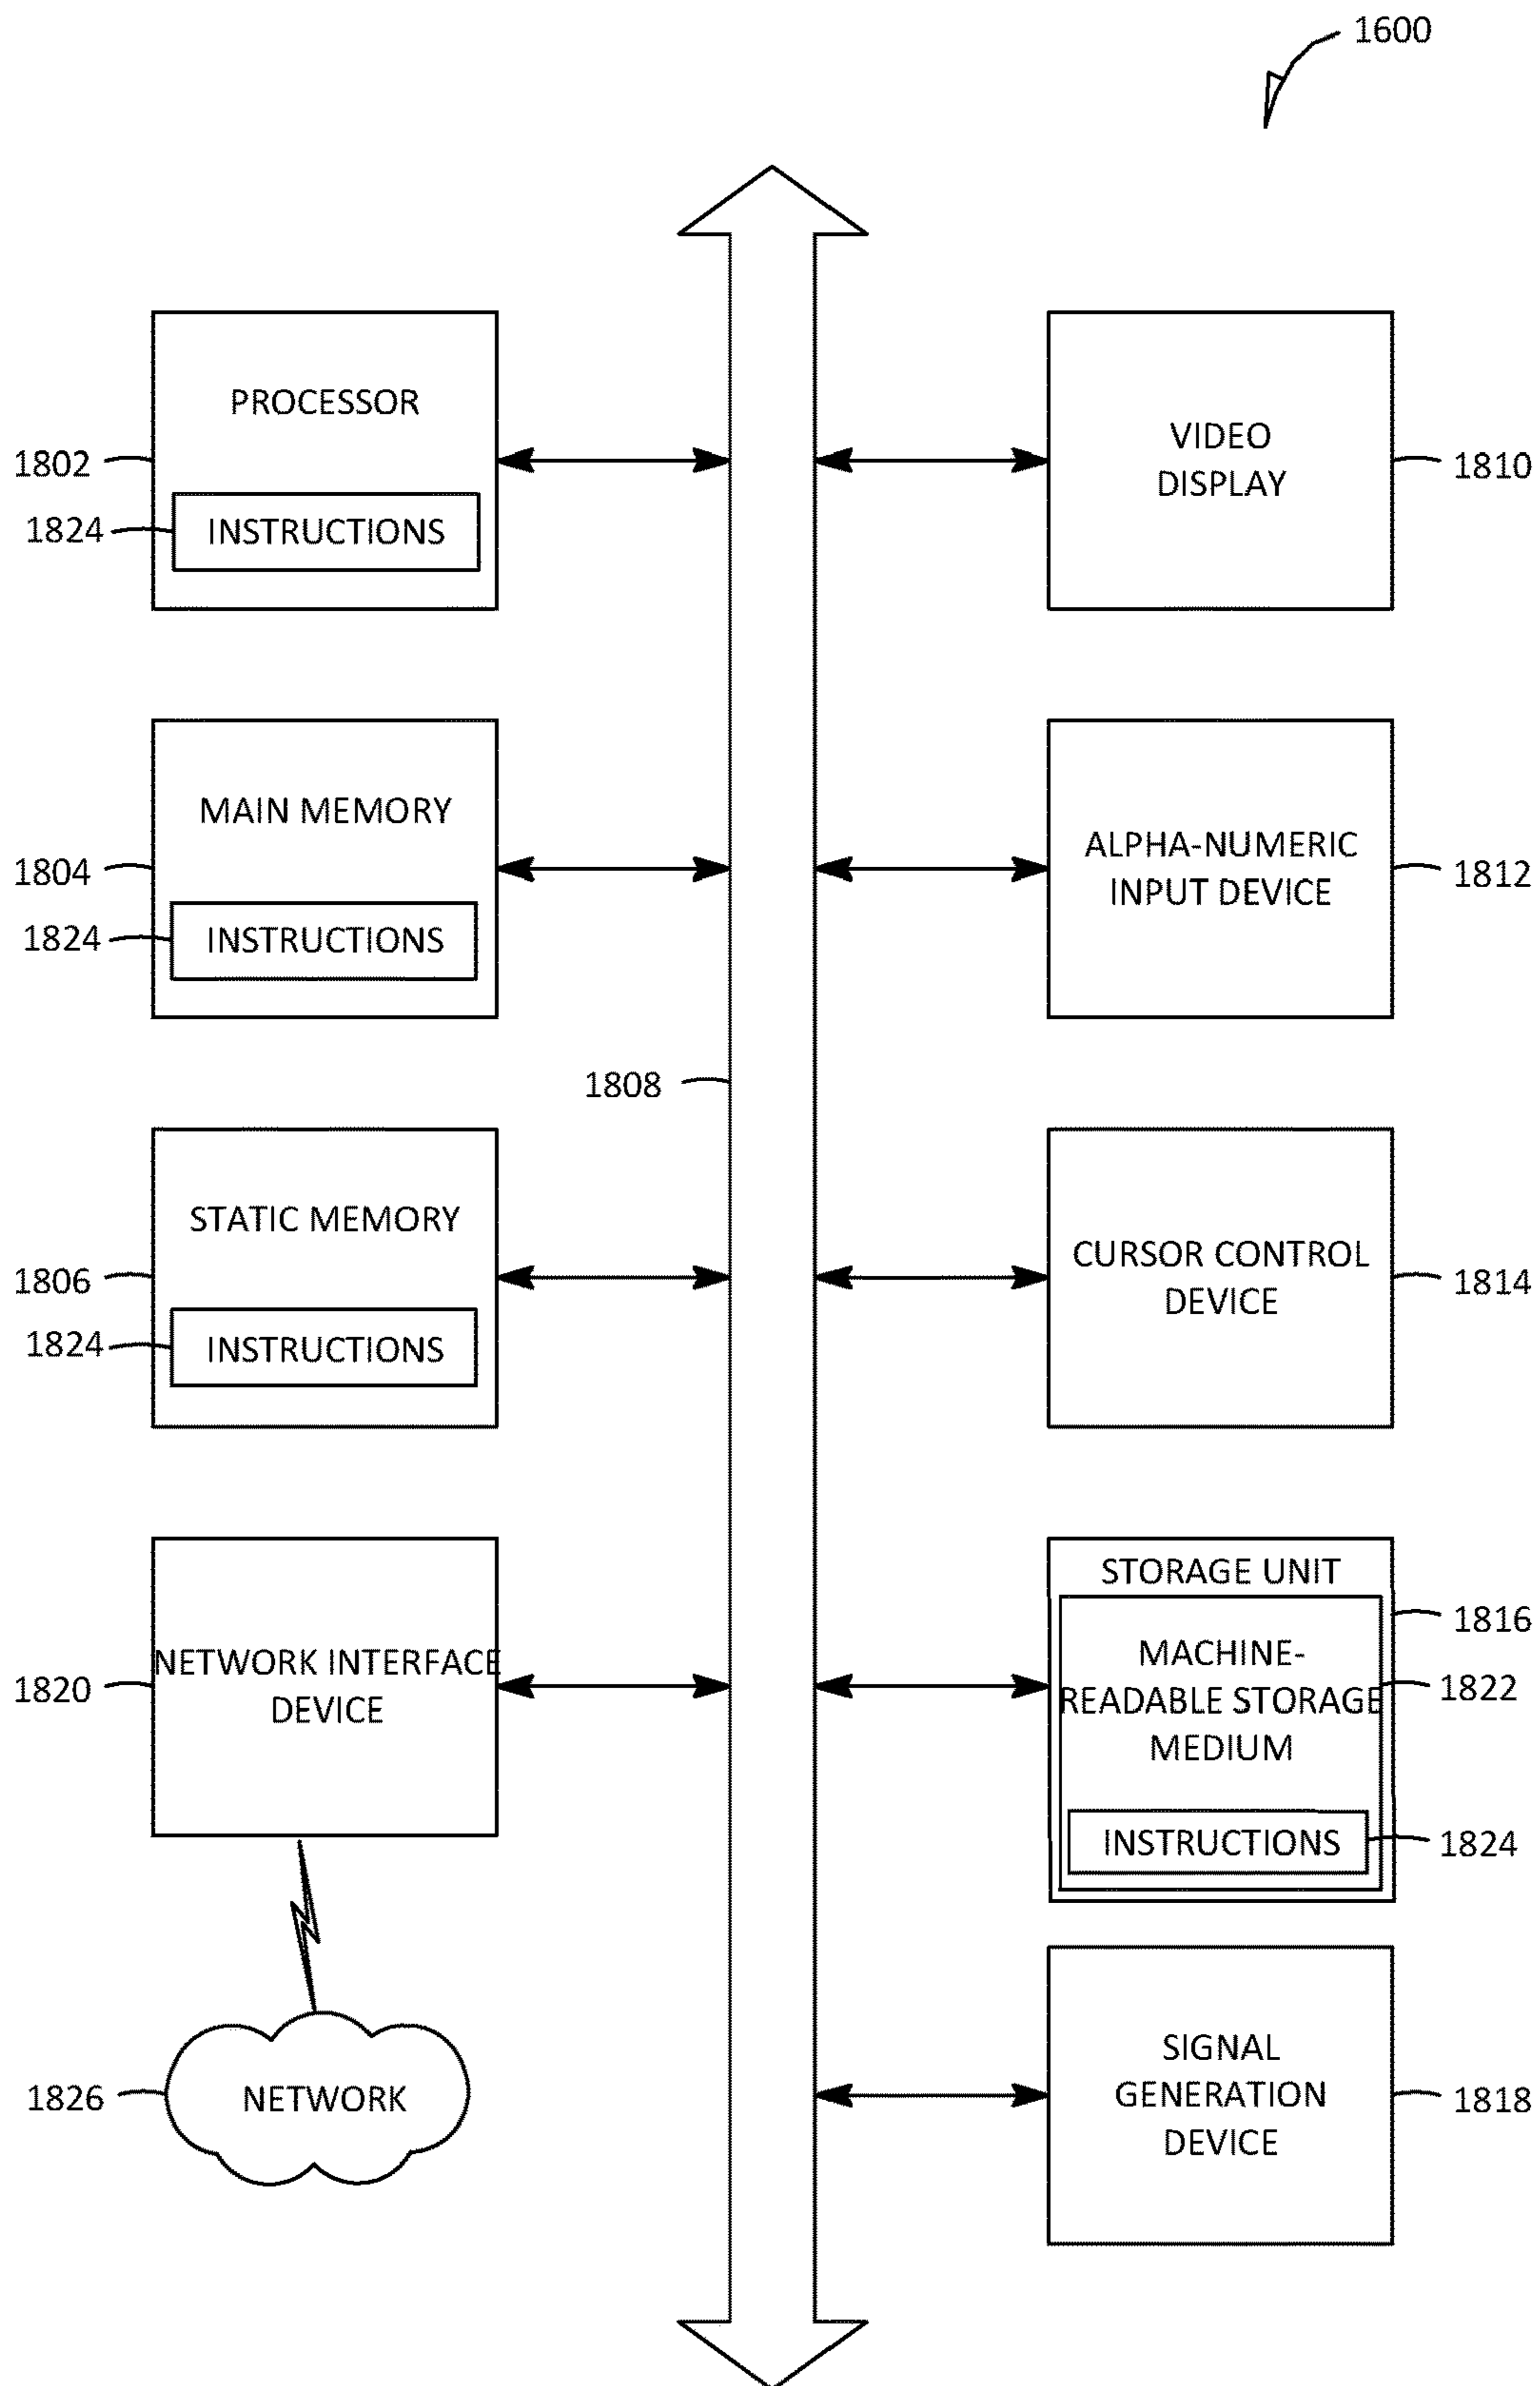 1600
PROCESSOR
1802
1824
INSTRUCTIONS
MAIN MEMORY
1804
1824
INSTRUCTIONS
1808
STATIC MEMORY
1806
1824
INSTRUCTIONS
NETWORK INTERFACE
DEVICE
1820
NETWORK
1826
VIDEO
DISPLAY
1810
ALPHA-NUMERIC
INPUT DEVICE
1812
CURSOR CONTROL
DEVICE
1814
STORAGE UNIT
1816
MACHINE-
READABLE STORAGE
MEDIUM
1822
INSTRUCTIONS
1824
SIGNAL
GENERATION
DEVICE
1818